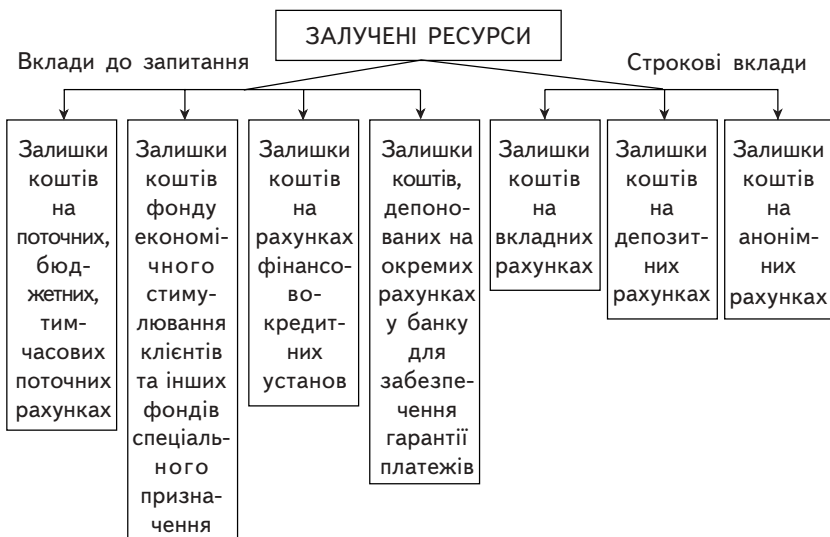 ЗАЛУЧЕНІ РЕСУРСИ
Вклади до запитання
Строкові вклади
Залишки
коштів
на
поточних,
бюд-
жетних,
тим-
часових
поточних
рахунках
Залишки
коштів
фонду
економі-
чного
стиму-
лювання
клієнтів
та інших
фондів
спеціаль-
ного
призна-
чення
Залишки
коштів
на
рахунках
фінансо-
во-
кредит-
них
установ
Залишки
коштів,
депоно-
ваних на
окремих
рахунках
у банку
для
забезпе-
чення
гарантії
платежів
Залишки
коштів
на
вкладних
рахунках
Залишки
коштів
на
депозит-
них
рахунках
Залишки
коштів
на
анонім-
них
рахунках